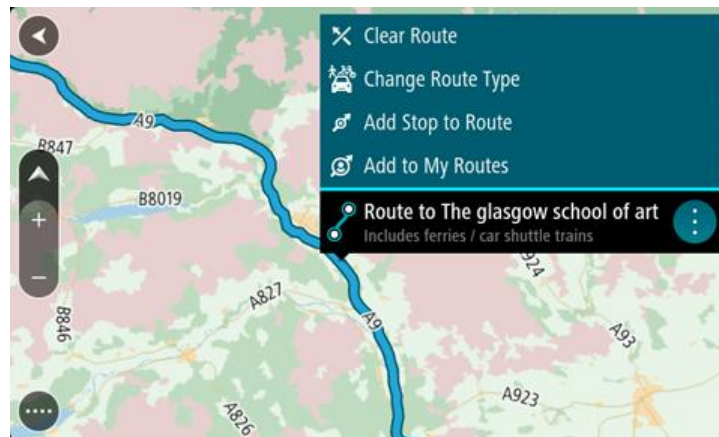 Clear Route
Change Route Type
Add Stop to Route
Add to My Routes
Route to The glasgow school of art
Includes ferries / car shuttle trains
A9
B847
B8019
A827
B846
A9
A826
A924
A93
A923